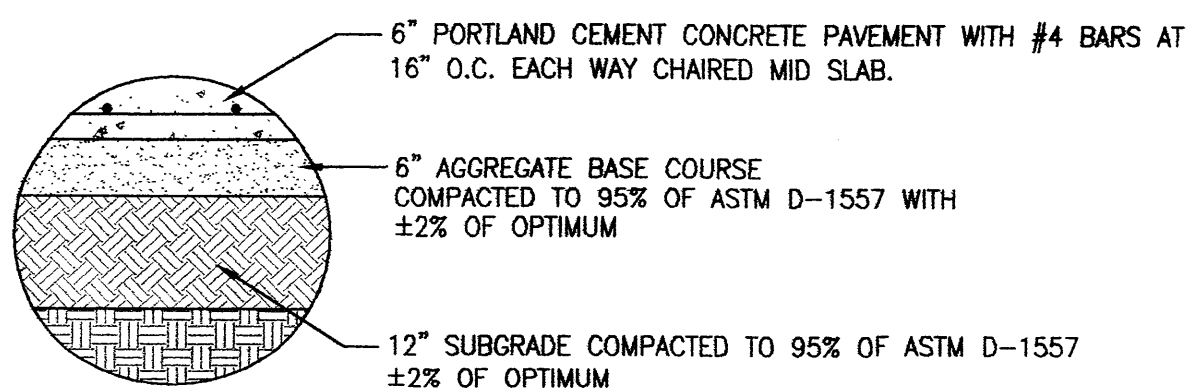 6" PORTLAND CEMENT CONCRETE PAVEMENT WITH #4 BARS AT
16" O.C. EACH WAY CHAIRED MID SLAB.
6" AGGREGATE BASE COURSE
COMPACTED TO 95% OF ASTM D-1557 WITH
±2% OF OPTIMUM
12" SUBGRADE COMPACTED TO 95% OF ASTM D-1557
±2% OF OPTIMUM